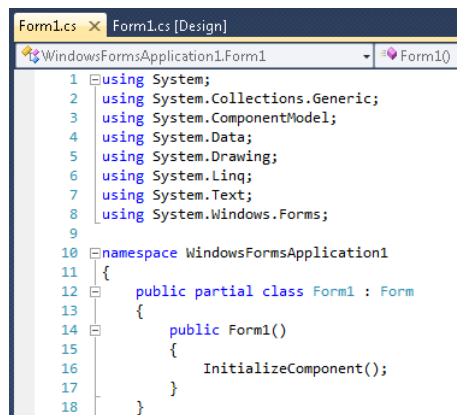 Form1.cs Form1.cs [Design]
WindowsFormsApplication1.Form1 Form1()
1 using System;
2 using System.Collections.Generic;
3 using System.ComponentModel;
4 using System.Data;
5 using System.Drawing;
6 using System.Linq;
7 using System.Text;
8 using System.Windows.Forms;
9
10 namespace WindowsFormsApplication1
11 {
12 public partial class Form1 : Form
13 {
14 public Form1()
15 {
16 InitializeComponent();
17 }
18 }